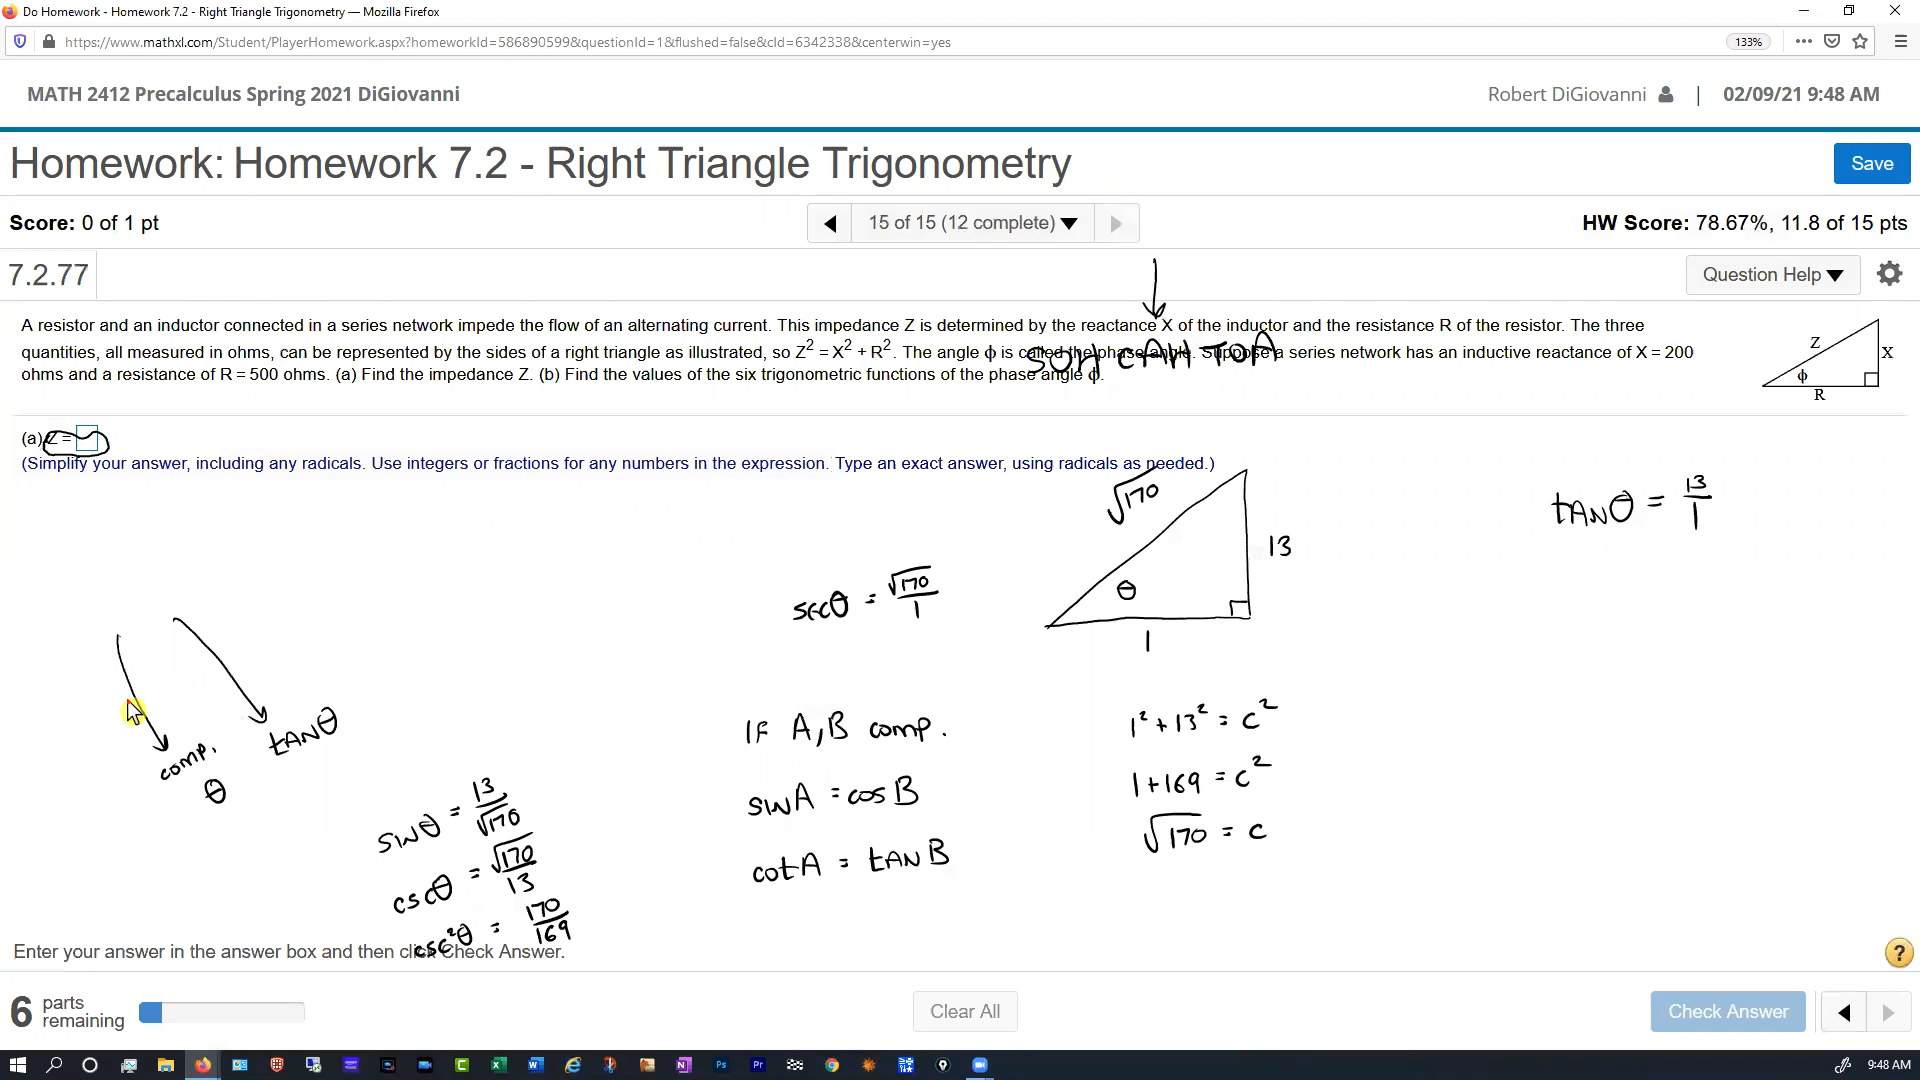 Do Homework - Homework 7.2 - Right Triangle Trigonometry — Mozilla Firefox
https://www.mathxl.com/Student/PlayerHomework.aspx?homeworkId=586890599&questionId=1&flushed=false&cId=6342338&centerwin=yes
133%
MATH 2412 Precalculus Spring 2021 DiGiovanni
Robert DiGiovanni | 02/09/21 9:48 AM
Homework: Homework 7.2 - Right Triangle Trigonometry
Save
Score: 0 of 1 pt
15 of 15 (12 complete)
HW Score: 78.67%, 11.8 of 15 pts
7.2.77
Question Help
A resistor and an inductor connected in a series network impede the flow of an alternating current. This impedance Z is determined by the reactance X of the inductor and the resistance R of the resistor. The three
quantities, all measured in ohms, can be represented by the sides of a right triangle as illustrated, so Z² = X² + R². The angle ϕ is called the phase angle. Suppose a series network has an inductive reactance of X = 200
ohms and a resistance of R = 500 ohms. (a) Find the impedance Z. (b) Find the values of the six trigonometric functions of the phase angle ϕ.
SOH CAH TOA
Z
X
ϕ
R
(a) Z =
(Simplify your answer, including any radicals. Use integers or fractions for any numbers in the expression. Type an exact answer, using radicals as needed.)
√170
13
θ
1
tANθ = 13/1
secθ = √170/1
comp.
θ
tANθ
sinθ = 13/√170
cscθ = √170/13
csc²θ = 170/169
IF A,B comp.
sinA = cosB
cotA = tANB
1² + 13² = c²
1 + 169 = c²
√170 = c
Enter your answer in the answer box and then click Check Answer.
?
6 parts
remaining
Clear All
Check Answer
9:48 AM